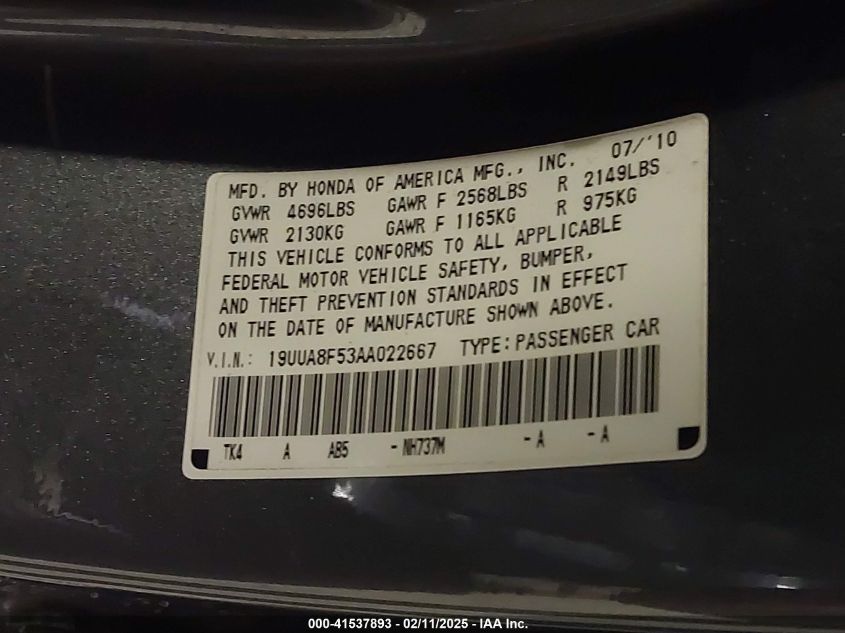 MFD. BY HONDA OF AMERICA MFG., INC. 07/'10
GVWR 4696LBS GAWR F 2568LBS R 2149LBS
GVWR 2130KG GAWR F 1165KG R 975KG
THIS VEHICLE CONFORMS TO ALL APPLICABLE
FEDERAL MOTOR VEHICLE SAFETY, BUMPER,
AND THEFT PREVENTION STANDARDS IN EFFECT
ON THE DATE OF MANUFACTURE SHOWN ABOVE.
V.I.N.: 19UUA8F53AA022667 TYPE:PASSENGER CAR
TK4 A AB5 -NH737M -A -A
000-41537893 - 02/11/2025 - IAA Inc.